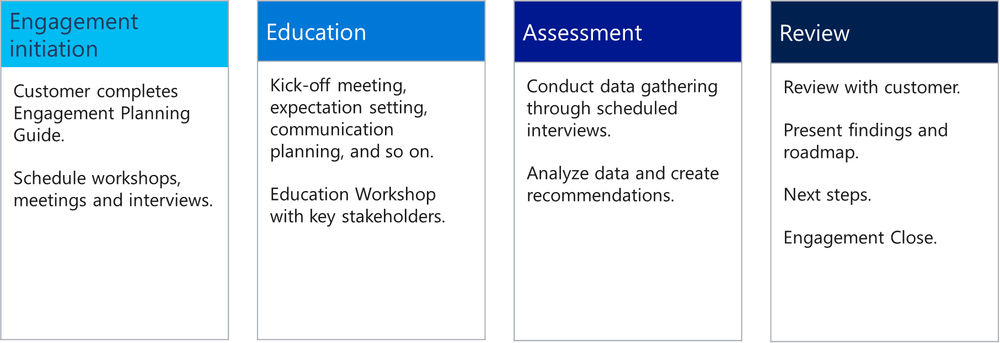 Engagement
initiation
Customer completes
Engagement Planning
Guide.
Schedule workshops,
meetings and interviews.
Education
Kick-off meeting,
expectation setting,
communication
planning, and so on.
Education Workshop
with key stakeholders.
Assessment
Conduct data gathering
through scheduled
interviews.
Analyze data and create
recommendations.
Review
Review with customer.
Present findings and
roadmap.
Next steps.
Engagement Close.